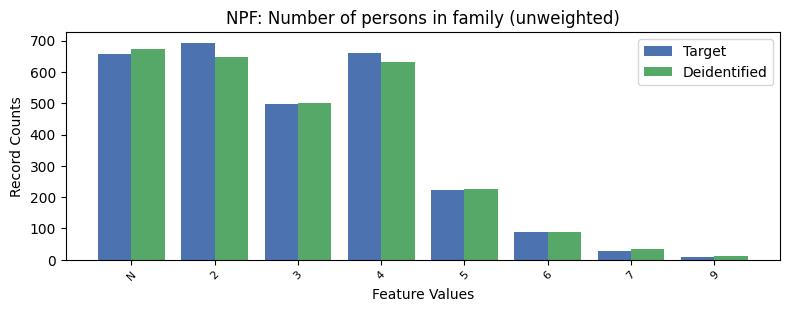 NPF: Number of persons in family (unweighted)
Target
Deidentified
Record Counts
700
600
500
400
300
200
100
0
N 2 3 4 5 6 7 9
Feature Values